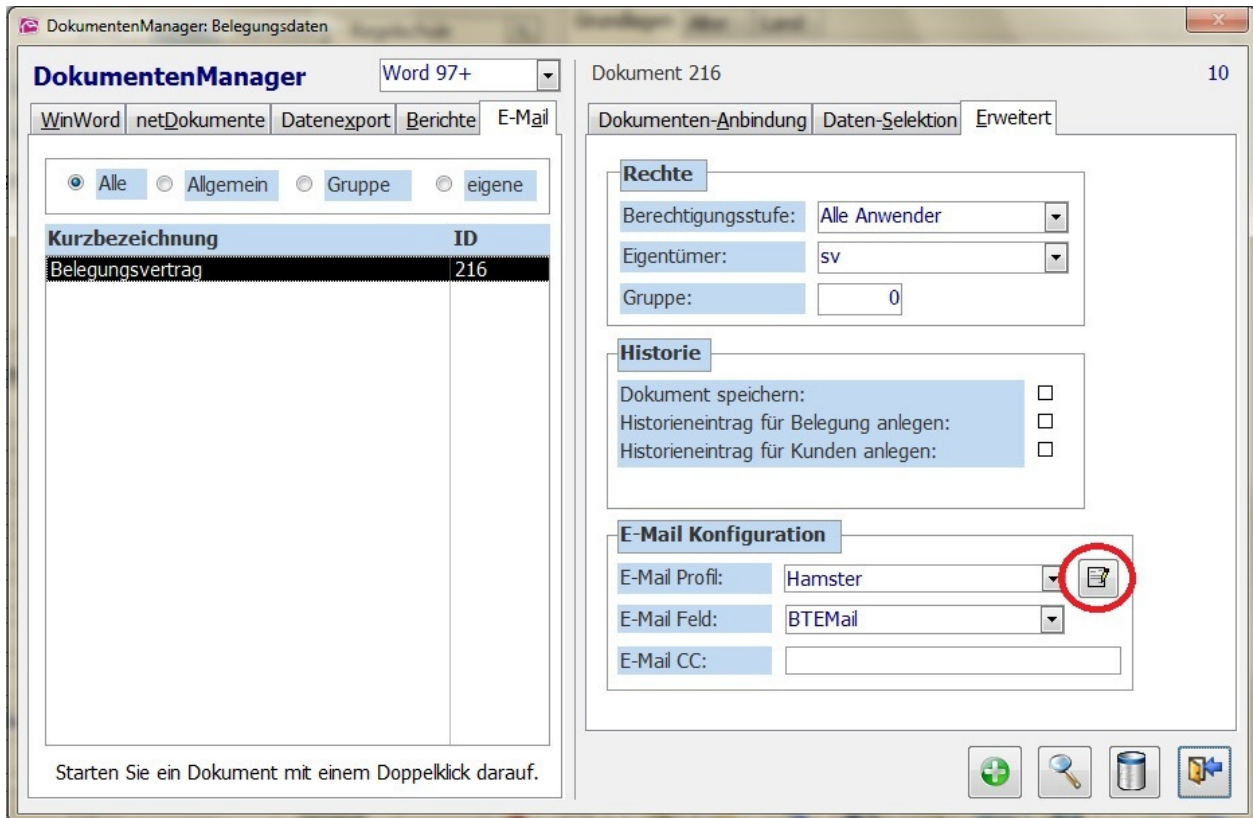 DokumentenManager: Belegungsdaten
DokumentenManager
Word 97+
WinWord netDokumente Datenexport Berichte E-Mail
Alle Allgemein Gruppe eigene
Kurzbezeichnung ID
Belegungsvertrag 216
Starten Sie ein Dokument mit einem Doppelklick darauf.
Dokument 216 10
Dokumenten-Anbindung Daten-Selektion Erweitert
Rechte
Berechtigungsstufe: Alle Anwender
Eigentümer: sv
Gruppe: 0
Historie
Dokument speichern:
Historieneintrag für Belegung anlegen:
Historieneintrag für Kunden anlegen:
E-Mail Konfiguration
E-Mail Profil: Hamster
E-Mail Feld: BTEMail
E-Mail CC: